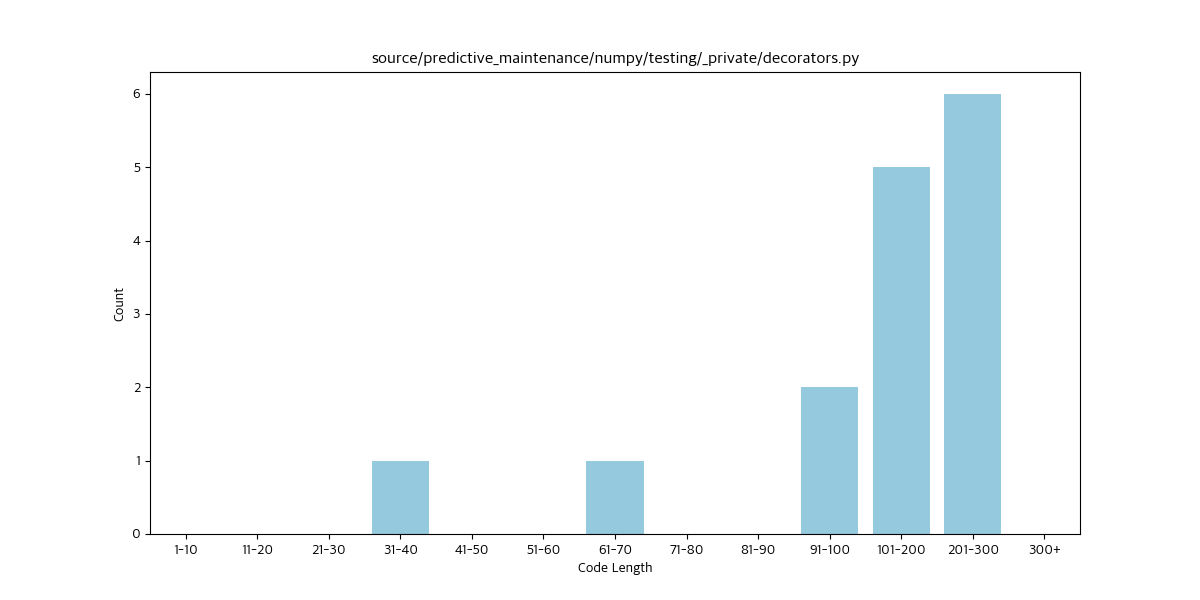 source/predictive_maintenance/numpy/testing/_private/decorators.py
Count
6
5
4
3
2
1
0
1-10 11-20 21-30 31-40 41-50 51-60 61-70 71-80 81-90 91-100 101-200 201-300 300+
Code Length